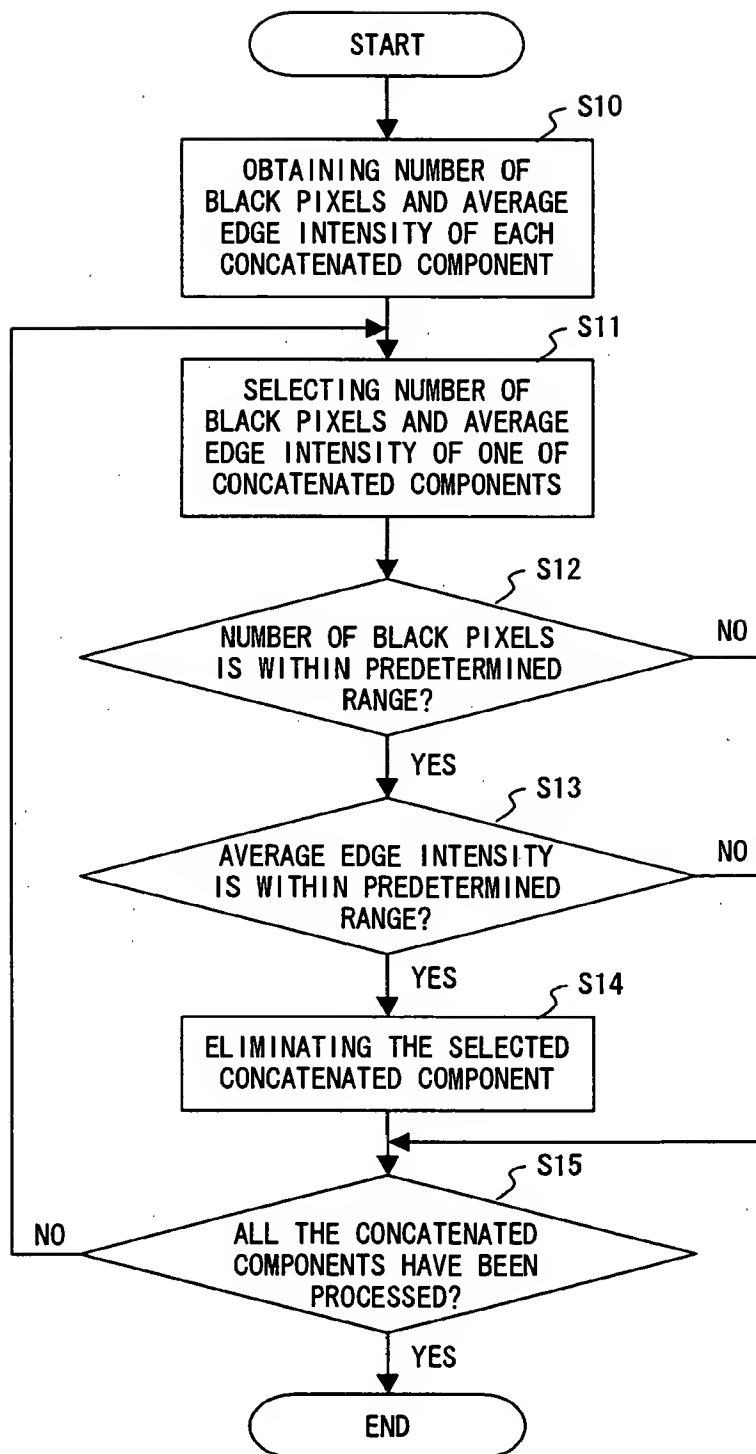 START
S10
OBTAINING NUMBER OF
BLACK PIXELS AND AVERAGE
EDGE INTENSITY OF EACH
CONCATENATED COMPONENT
S11
SELECTING NUMBER OF
BLACK PIXELS AND AVERAGE
EDGE INTENSITY OF ONE OF
CONCATENATED COMPONENTS
S12
NUMBER OF BLACK PIXELS
IS WITHIN PREDETERMINED
RANGE?
NO
YES
S13
AVERAGE EDGE INTENSITY
IS WITHIN PREDETERMINED
RANGE?
NO
YES
S14
ELIMINATING THE SELECTED
CONCATENATED COMPONENT
S15
NO
ALL THE CONCATENATED
COMPONENTS HAVE BEEN
PROCESSED?
YES
END